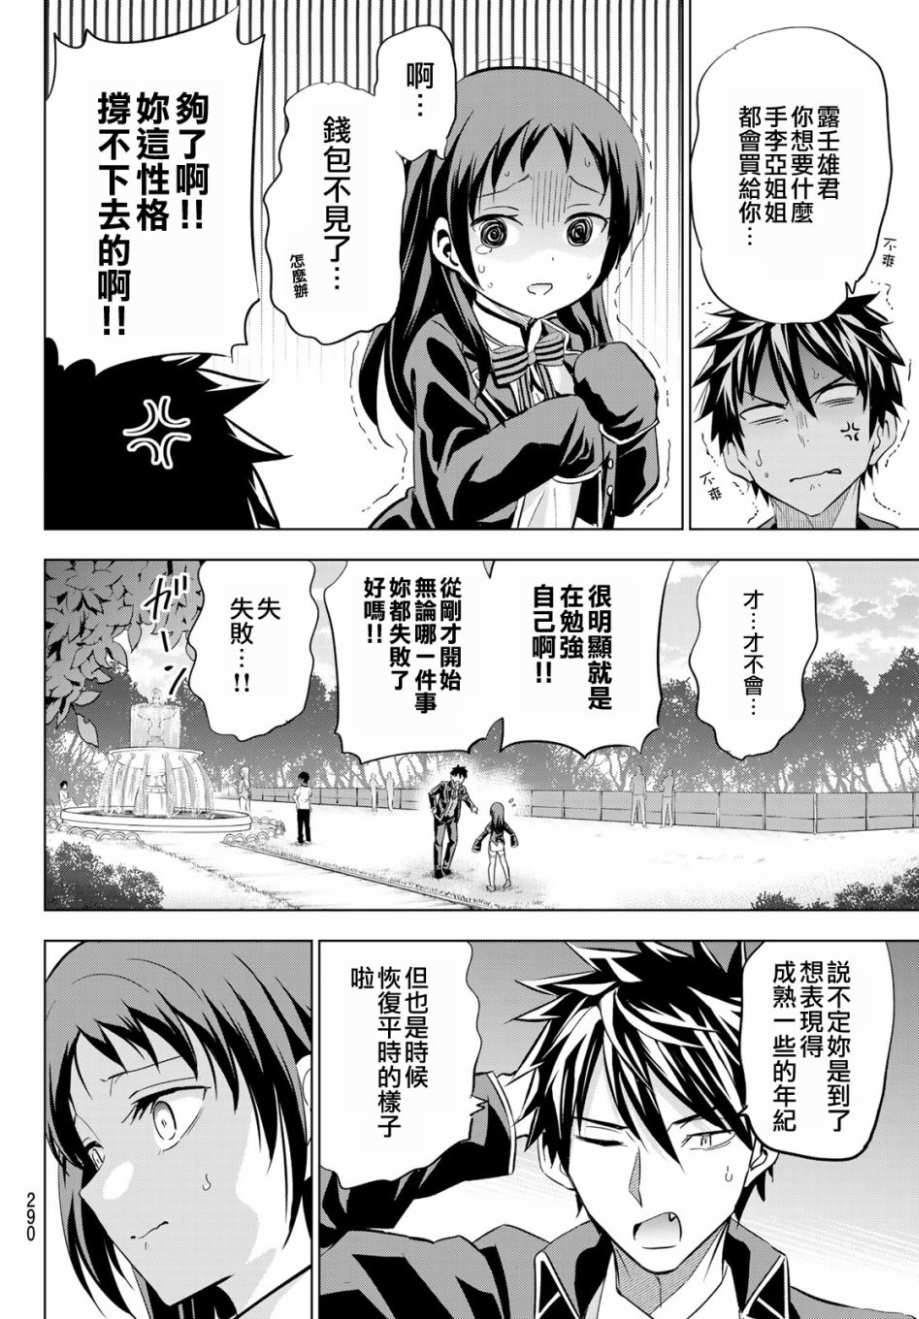 露壬雄君
你想要什麼
手李亞姐姐
都會買給你…
不爽
不爽
啊…
錢包不見了…
怎麼辦
夠了啊!!
妳這性格
撐不下去的啊!!
才…才不會…
很明顯就是
在勉強
自己啊!!
從剛才開始
無論哪一件事
妳都失敗了
好嗎!!
失
失敗…!!
ガーン
説不定妳是到了
想表現得
成熟一些的年紀
但也是時候
恢復平時的樣子
啦
290